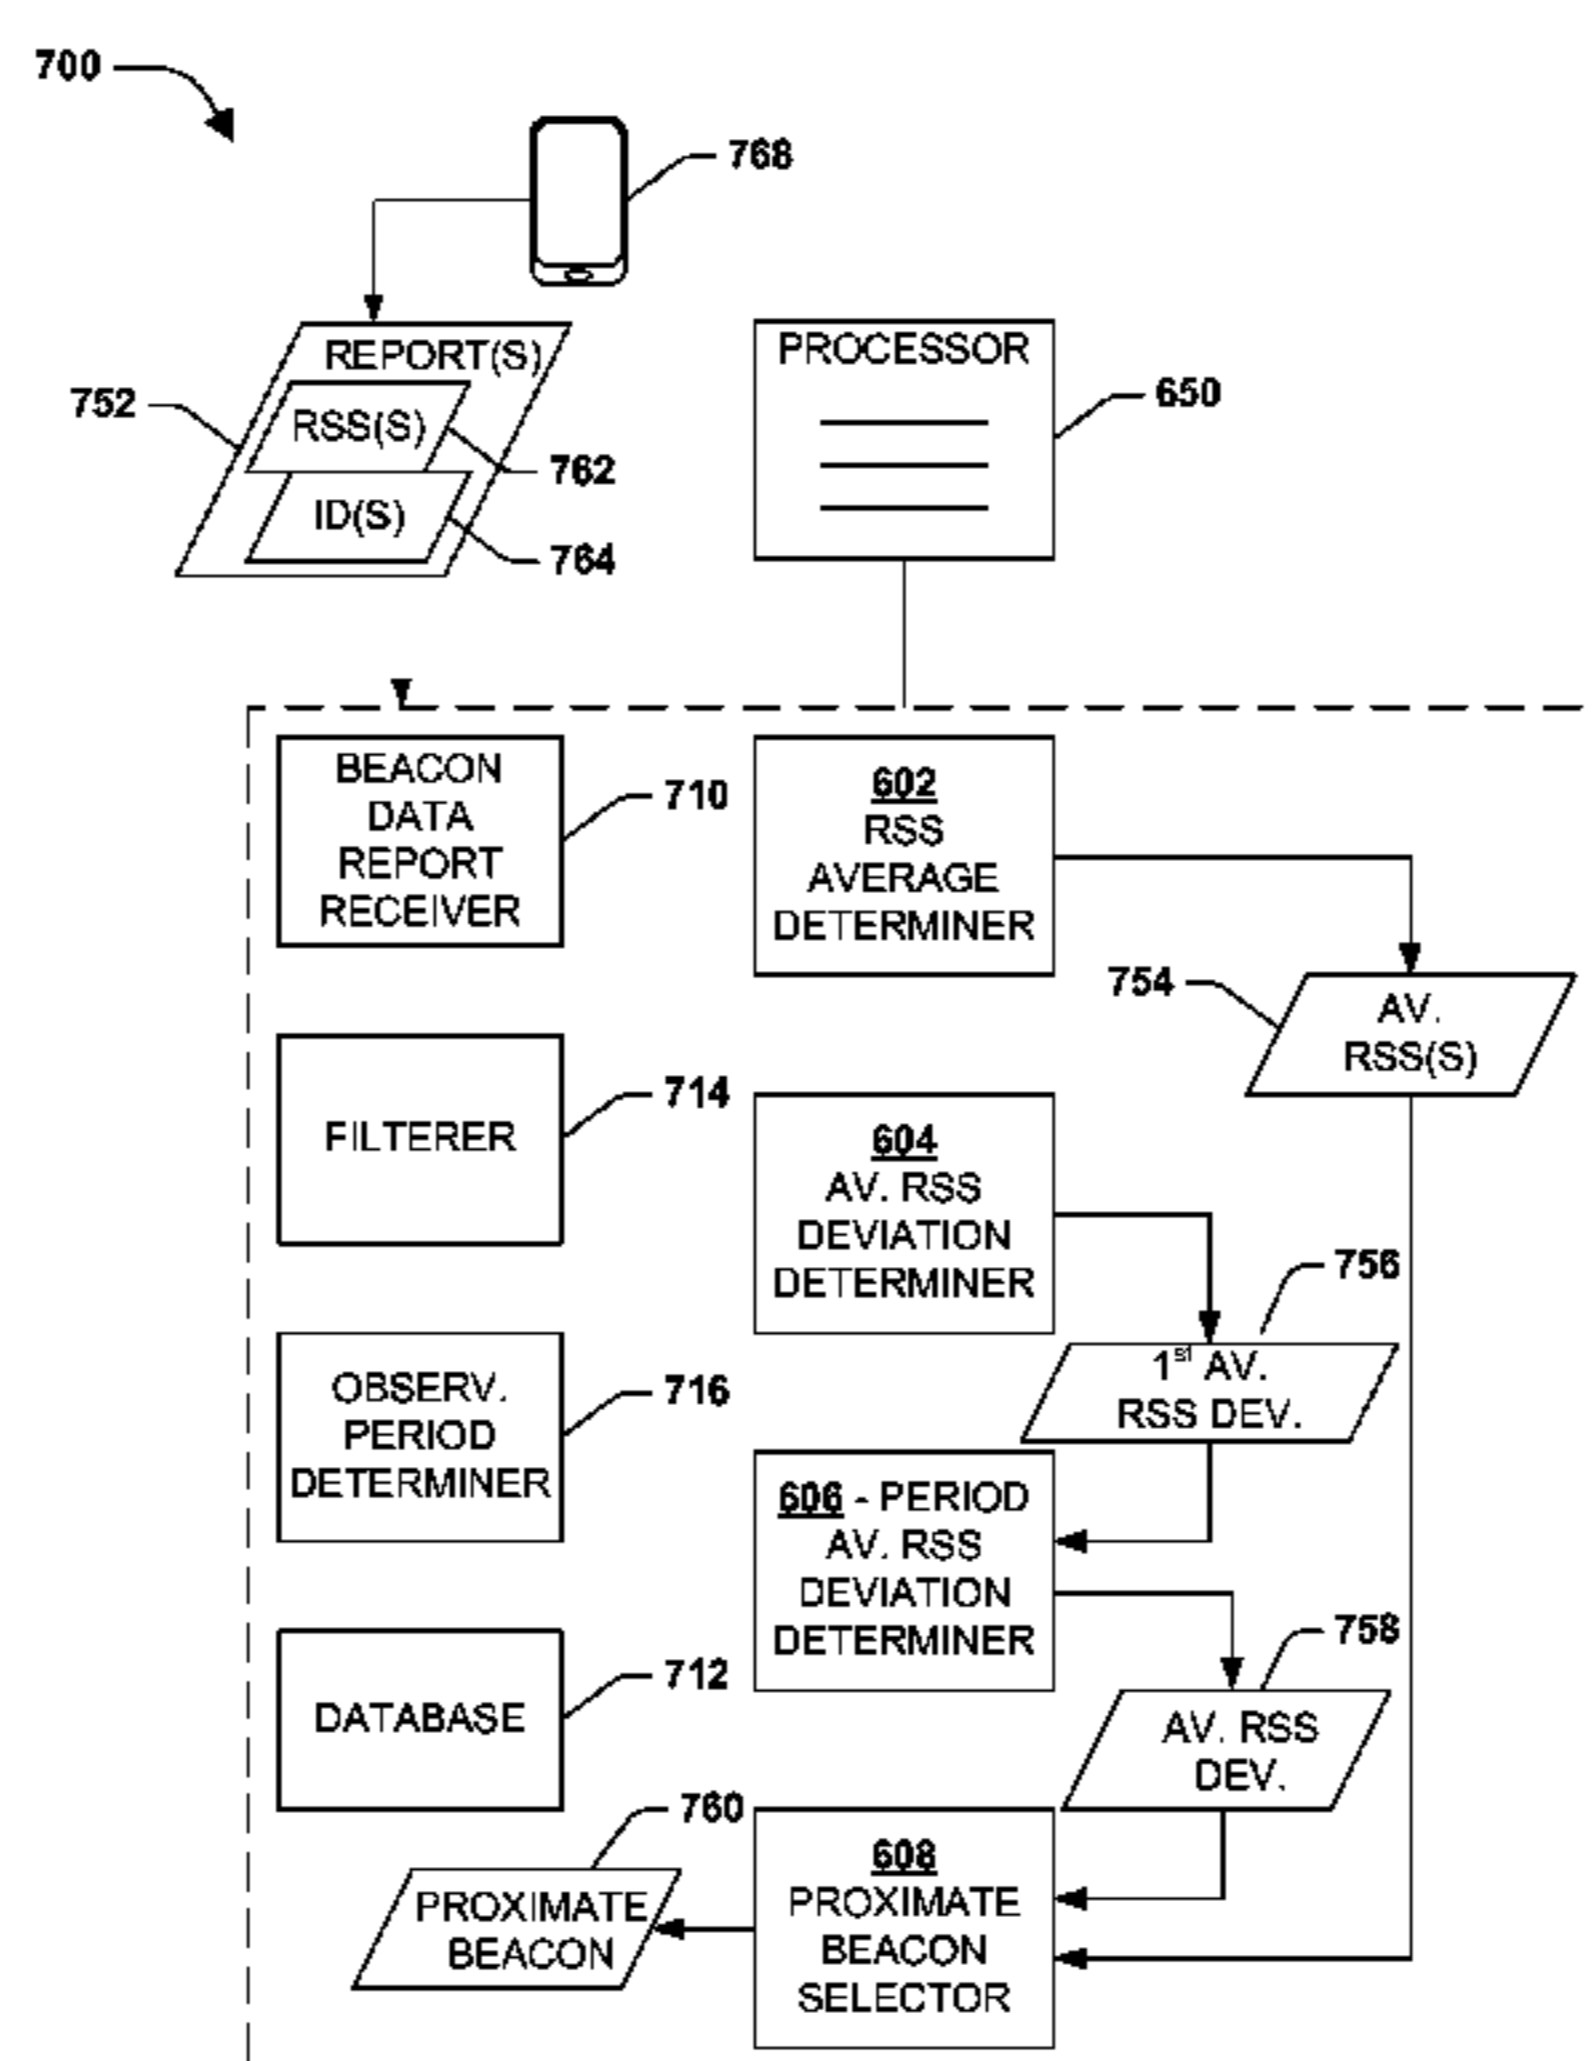 700
768
REPORT(S)
752
RSS(S)
762
ID(S)
764
PROCESSOR
650
BEACON
DATA
REPORT
RECEIVER
710
602
RSS
AVERAGE
DETERMINER
754
AV.
RSS(S)
FILTERER
714
604
AV. RSS
DEVIATION
DETERMINER
756
1st AV.
RSS DEV.
OBSERV.
PERIOD
DETERMINER
716
606 - PERIOD
AV. RSS
DEVIATION
DETERMINER
758
AV. RSS
DEV.
DATABASE
712
760
PROXIMATE
BEACON
608
PROXIMATE
BEACON
SELECTOR